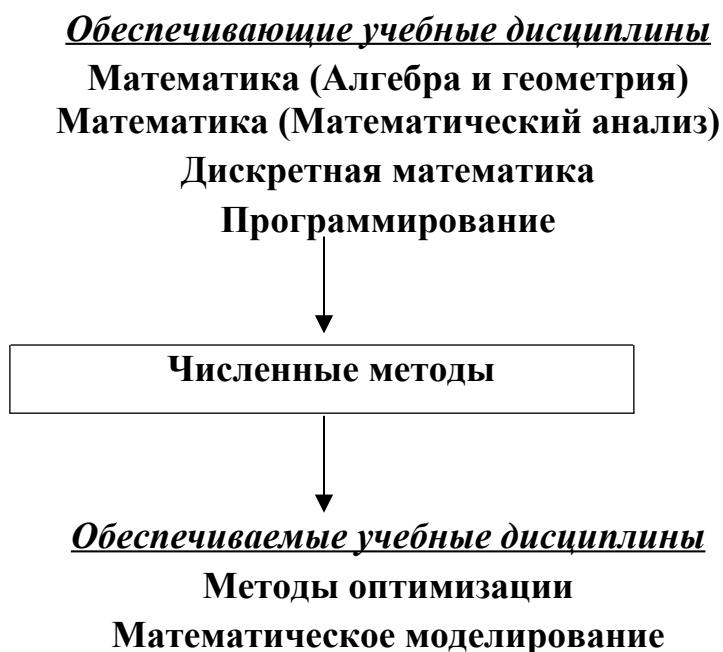 Обеспечивающие учебные дисциплины
Математика (Алгебра и геометрия)
Математика (Математический анализ)
Дискретная математика
Программирование
Численные методы
Обеспечиваемые учебные дисциплины
Методы оптимизации
Математическое моделирование